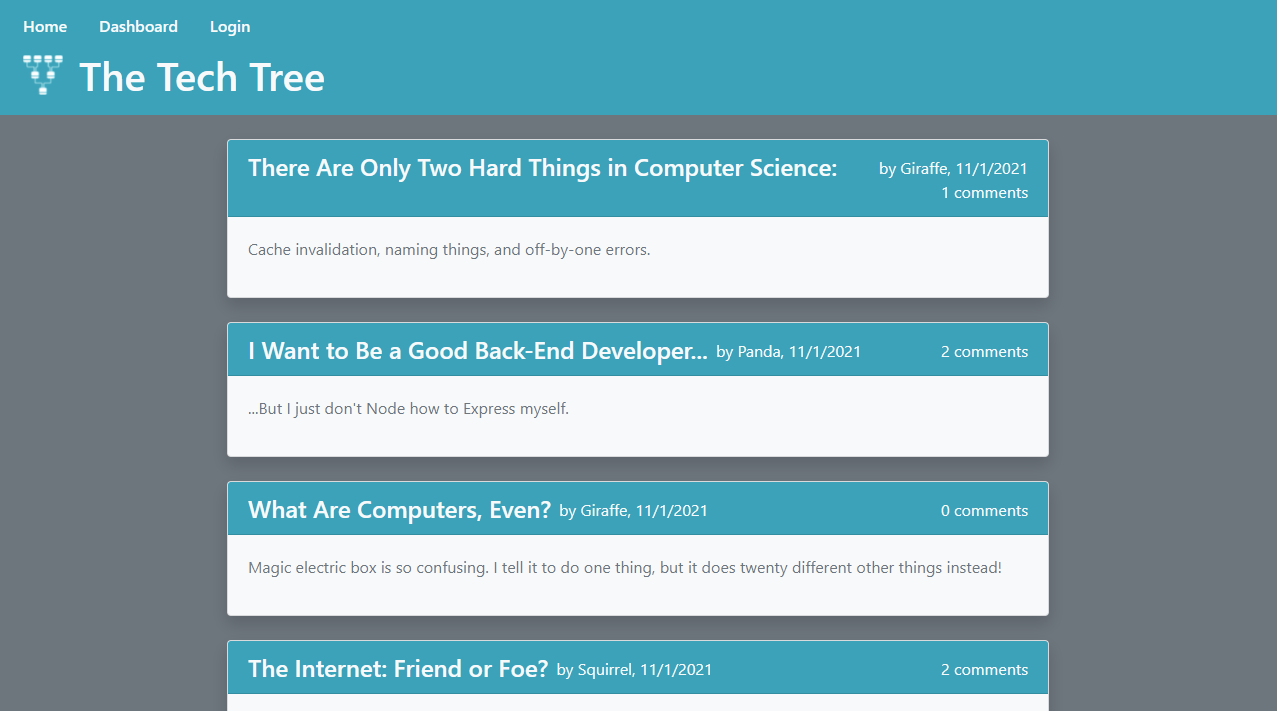 Home Dashboard Login
The Tech Tree
There Are Only Two Hard Things in Computer Science: by Giraffe, 11/1/2021
1 comments
Cache invalidation, naming things, and off-by-one errors.
I Want to Be a Good Back-End Developer... by Panda, 11/1/2021 2 comments
...But I just don't Node how to Express myself.
What Are Computers, Even? by Giraffe, 11/1/2021 0 comments
Magic electric box is so confusing. I tell it to do one thing, but it does twenty different other things instead!
The Internet: Friend or Foe? by Squirrel, 11/1/2021 2 comments